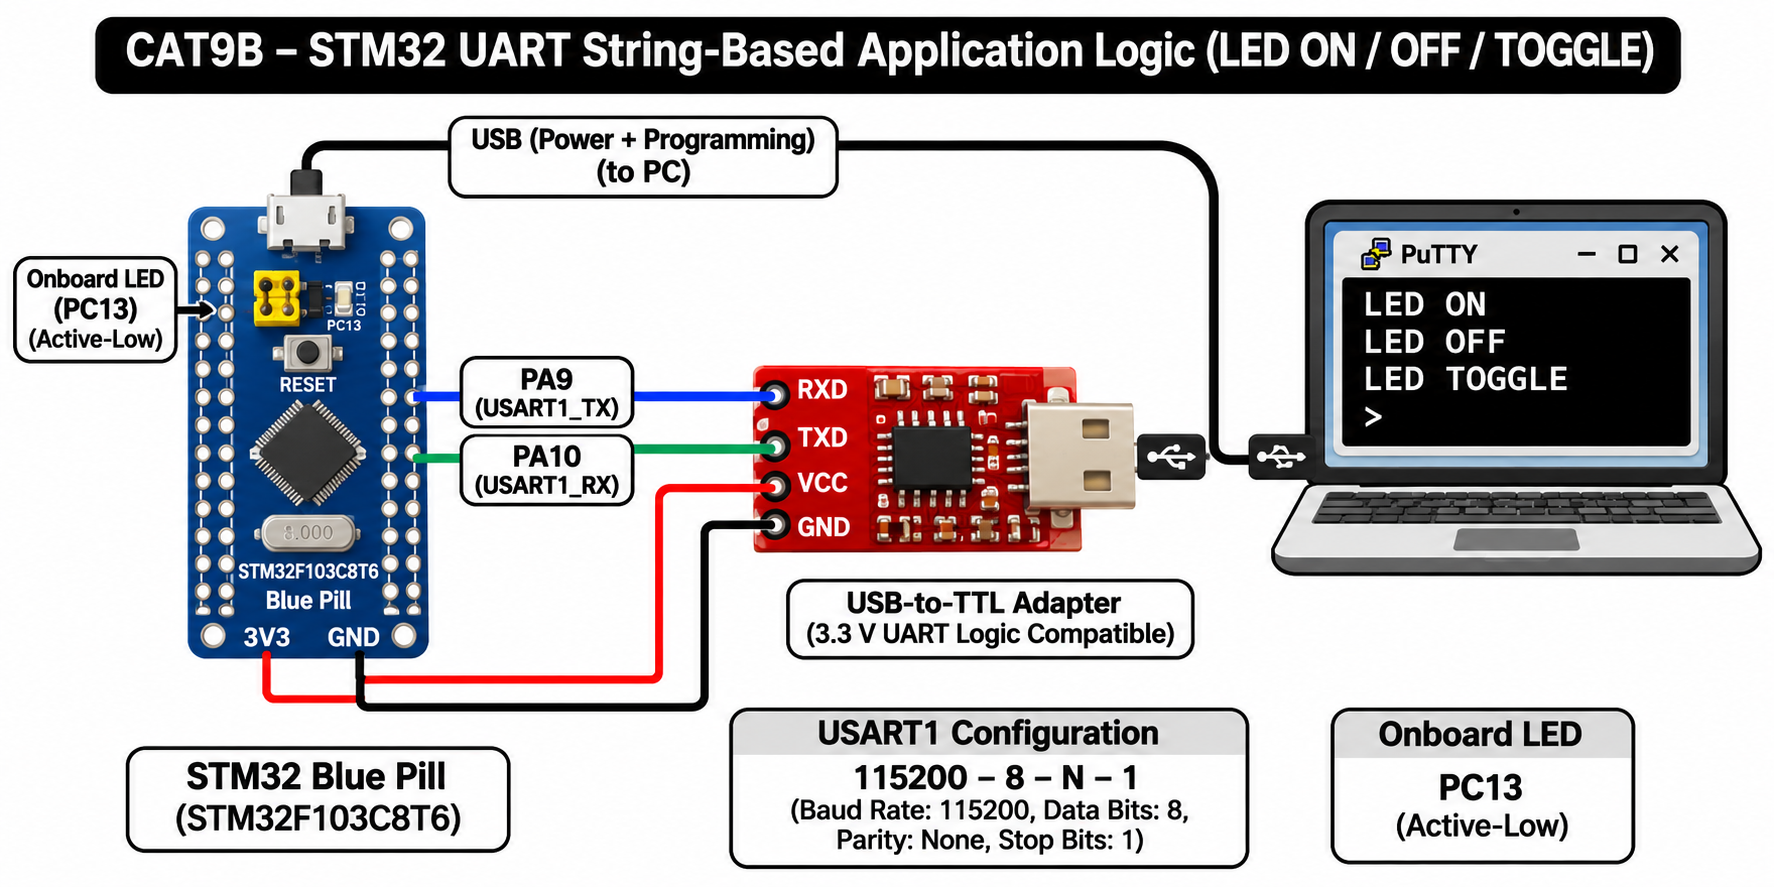 CAT9B – STM32 UART String-Based Application Logic (LED ON / OFF / TOGGLE)
USB (Power + Programming)
(to PC)
Onboard LED
(PC13)
(Active-Low)
PC13
RESET
8.000
STM32F103C8T6
Blue Pill
3V3 GND
PA9
(USART1_TX)
PA10
(USART1_RX)
RXD
TXD
VCC
GND
PuTTY
LED ON
LED OFF
LED TOGGLE
>
USB-to-TTL Adapter
(3.3 V UART Logic Compatible)
STM32 Blue Pill
(STM32F103C8T6)
USART1 Configuration
115200 – 8 – N – 1
(Baud Rate: 115200, Data Bits: 8,
Parity: None, Stop Bits: 1)
Onboard LED
PC13
(Active-Low)